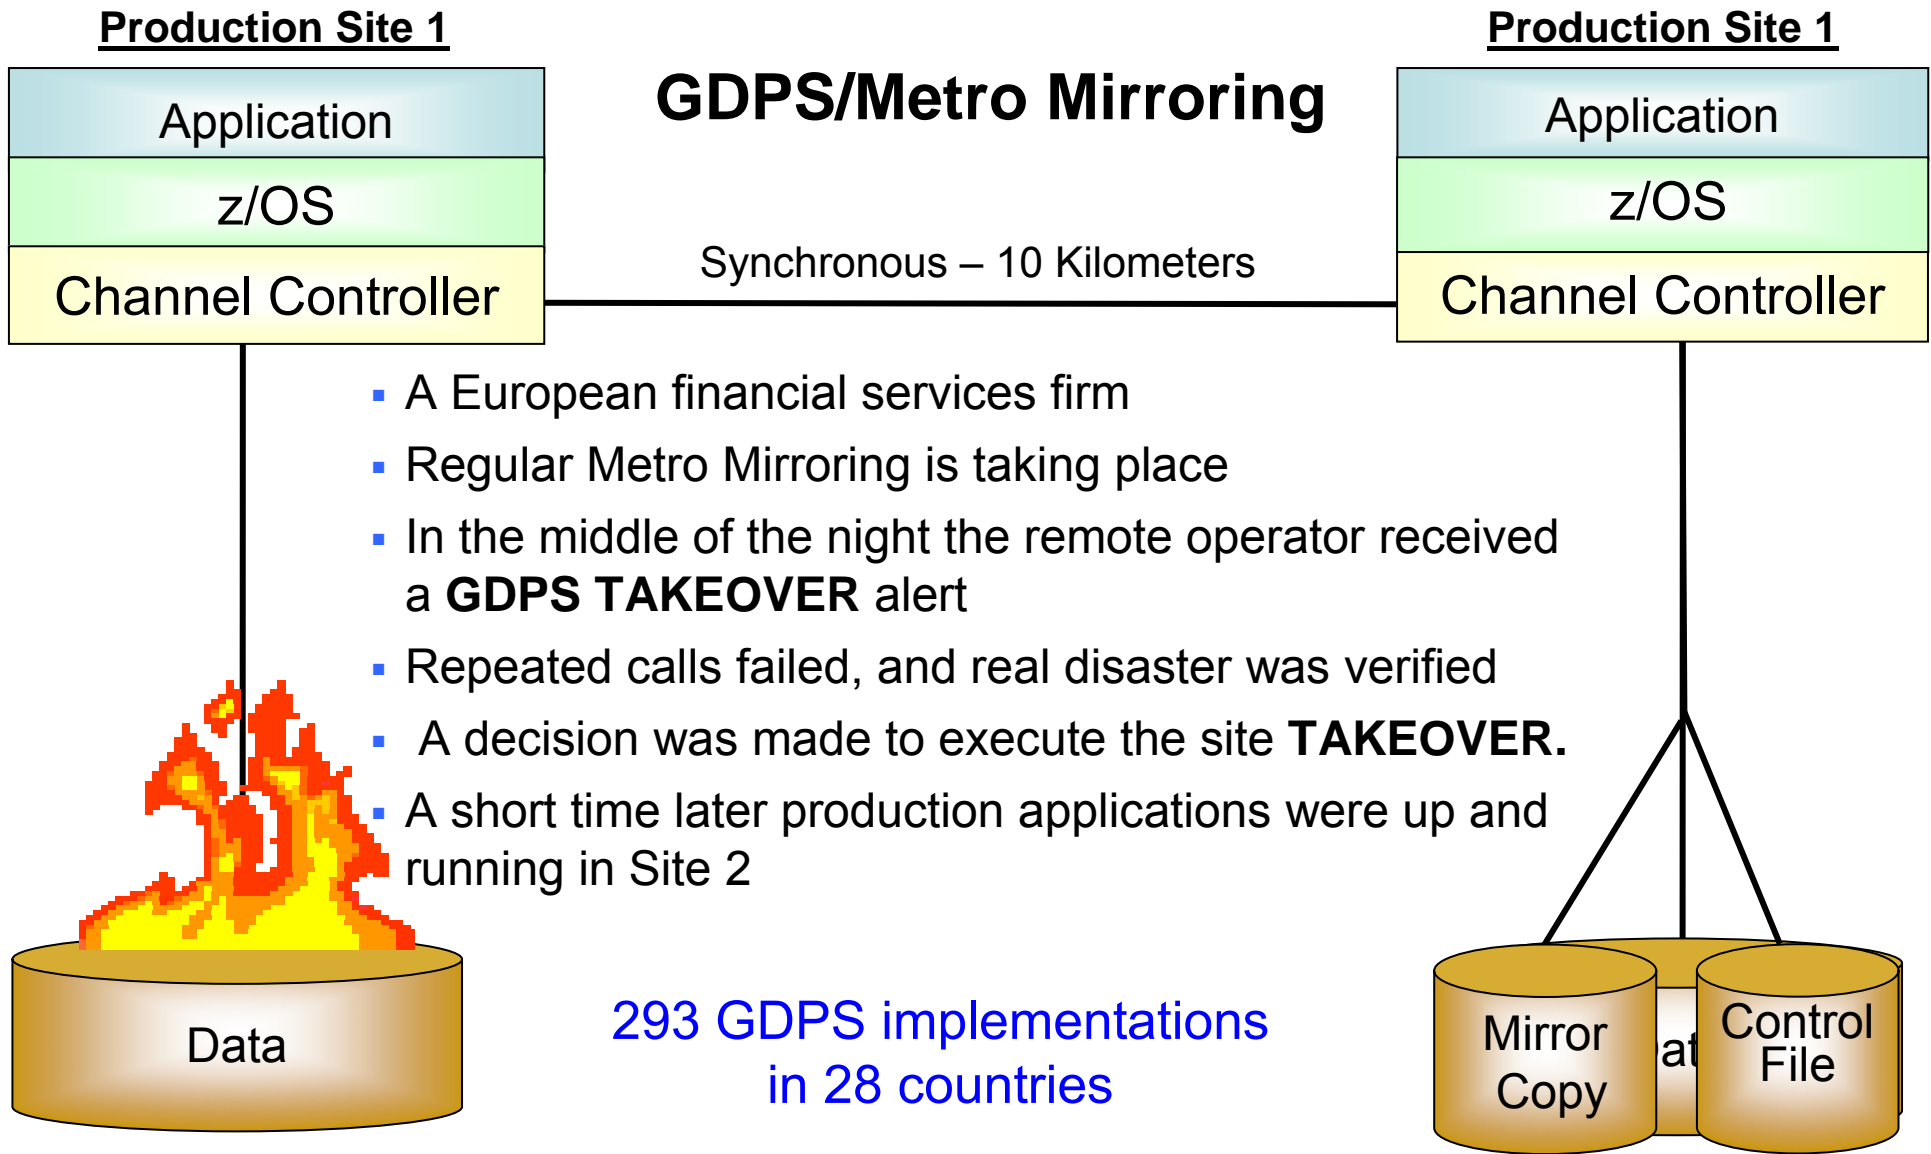 Production Site 1
Production Site 1
GDPS/Metro Mirroring
Application
z/OS
Channel Controller
Application
z/OS
Channel Controller
Synchronous – 10 Kilometers
▪ A European financial services firm
▪ Regular Metro Mirroring is taking place
▪ In the middle of the night the remote operator received
a GDPS TAKEOVER alert
▪ Repeated calls failed, and real disaster was verified
▪ A decision was made to execute the site TAKEOVER.
▪ A short time later production applications were up and
running in Site 2
Data
293 GDPS implementations
in 28 countries
Mirror
Copy
Control
File